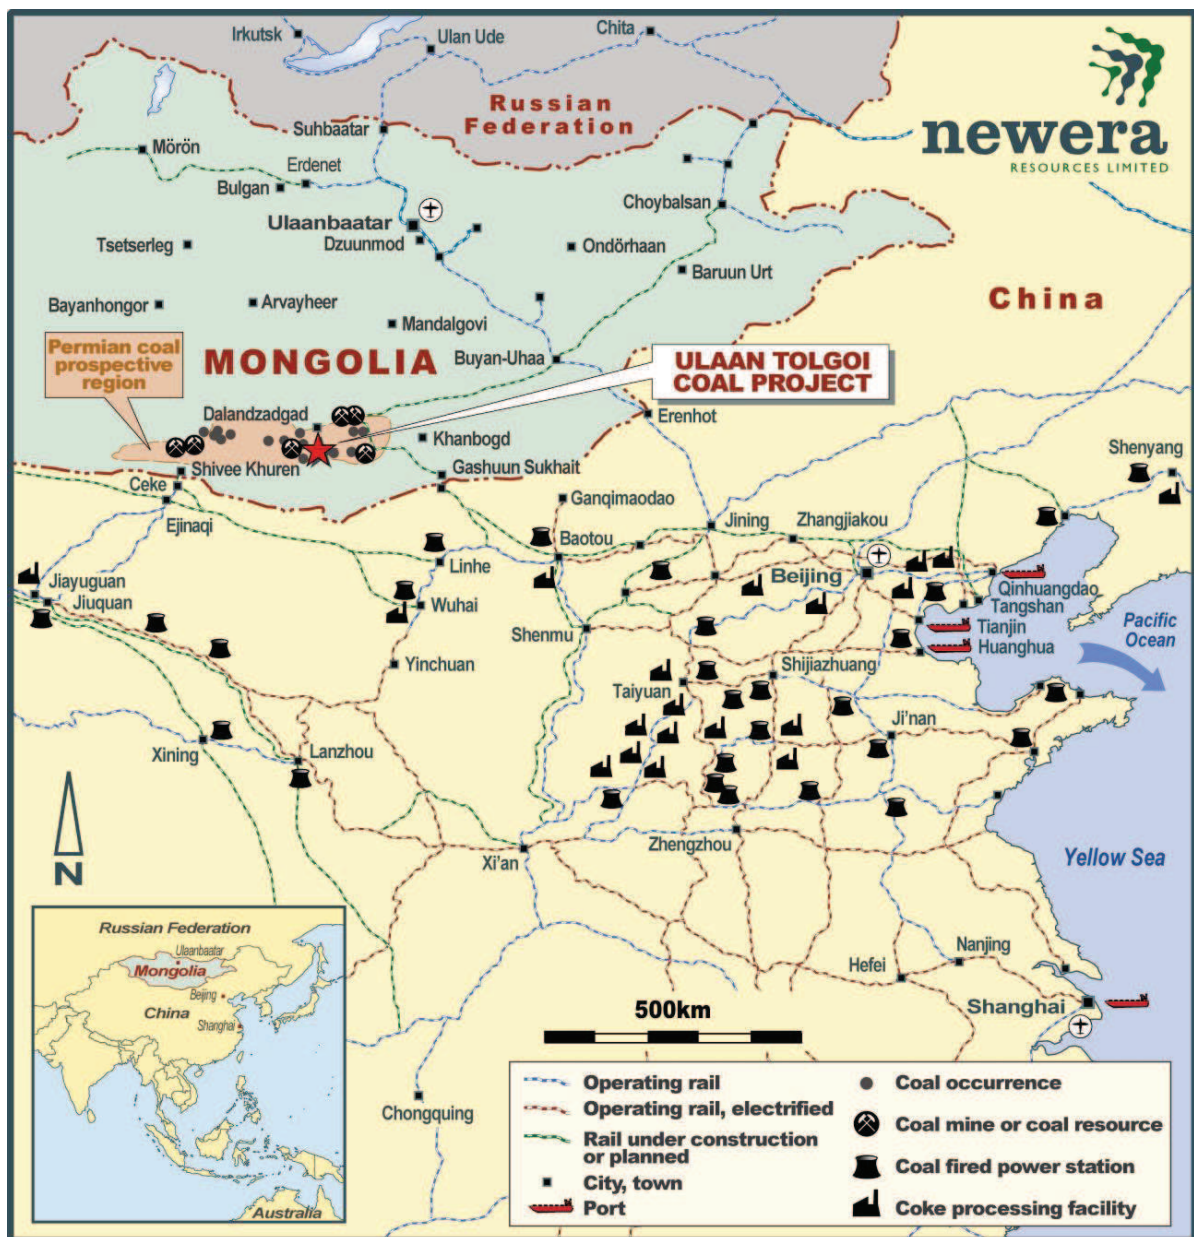 Irkutsk
Ulan Ude
Chita
Russian
Federation
newera
RESOURCES LIMITED
Suhbaatar
Mörön
Erdenet
Bulgan
Choybalsan
Ulaanbaatar
Dzuunmod
Tsetserleg
Ondörhaan
Baruun Urt
Bayanhongor
Arvayheer
Mandalgovi
China
Permian coal
prospective
region
MONGOLIA
Buyan-Uhaa
ULAAN TOLGOI
COAL PROJECT
Dalandzadgad
Erenhot
Khanbogd
Shivee Khuren
Gashuun Sukhait
Shenyang
Ceke
Ejinaqi
Ganqimaodao
Jining
Zhangjiakou
Baotou
Linhe
Beijing
Jiayuguan
Jiuquan
Wuhai
Qinhuangdao
Tangshan
Tianjin
Huanghua
Pacific
Ocean
Shenmu
Yinchuan
Shijiazhuang
Taiyuan
Ji'nan
Xining
Lanzhou
Zhengzhou
Xi'an
Yellow Sea
N
Nanjing
Hefei
Shanghai
Russian Federation
Ulaanbaatar
Mongolia
Beijing
China
Shanghai
Australia
500km
Chongquing
Operating rail
Operating rail, electrified
Rail under construction
or planned
City, town
Port
Coal occurrence
Coal mine or coal resource
Coal fired power station
Coke processing facility